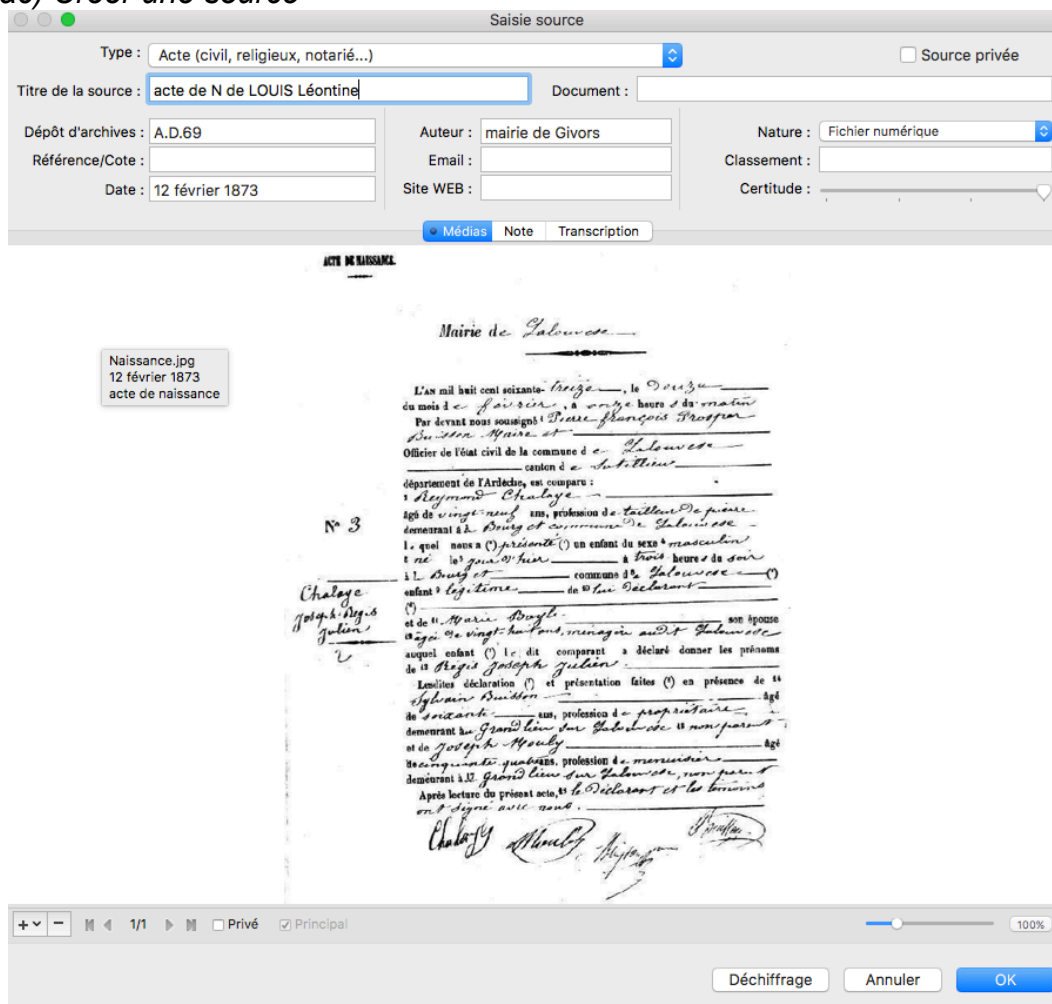 ac) Créer une source
Saisie source
Type : Acte (civil, religieux, notarié...) Source privée
Titre de la source : acte de N de LOUIS Léontine Document :
Dépôt d'archives : A.D.69 Auteur : mairie de Givors Nature : Fichier numérique
Référence/Cote : Email : Classement :
Date : 12 février 1873 Site WEB : Certitude :
Médias Note Transcription
ACTE DE NAISSANCE.
Mairie de Lalouvesc
Naissance.jpg
12 février 1873
acte de naissance
L'AN mil huit cent soixante-treize, le Douze
du mois de février, à onze heures du matin
Par devant nous soussigné Pierre François Prosper
Buisson Maire et
Officier de l'état civil de la commune de Lalouvesc
canton de Satillieu
département de l'Ardèche, est comparu :
Reymond Chalaye
âgé de vingt-neuf ans, profession de tailleur De pierre
demeurant à L Bourg et commune De Lalouvesc
lequel nous a (*) présenté (*) un enfant du sexe masculin
né le jour d'hier à trois heures du soir
à L Bourg et commune de Lalouvesc (*)
enfant légitime de lui Déclarant
N° 3
Chalaye
Joseph Régis
Julien
2
(*)
et de Marie Bayle son épouse
âgée de vingt-huit ans, ménagère audit Lalouvesc
auquel enfant (*) le dit comparant a déclaré donner les prénoms
de Régis Joseph Julien
Lesdites déclaration (*) et présentation faites (*) en présence de
Sylvain Buisson âgé
de soixante ans, profession de propriétaire
demeurant au Grand lieu sur Lalouvesc non parent
et de Joseph Mouly âgé
de cinquante quatre ans, profession de menuisier
demeurant à Grand lieu sur Lalouvesc, non parent
Après lecture du présent acte, le Déclarant et les témoins
ont signé avec nous.
Chalaye
+ - 1/1 Privé Principal 100%
Déchiffrage Annuler OK